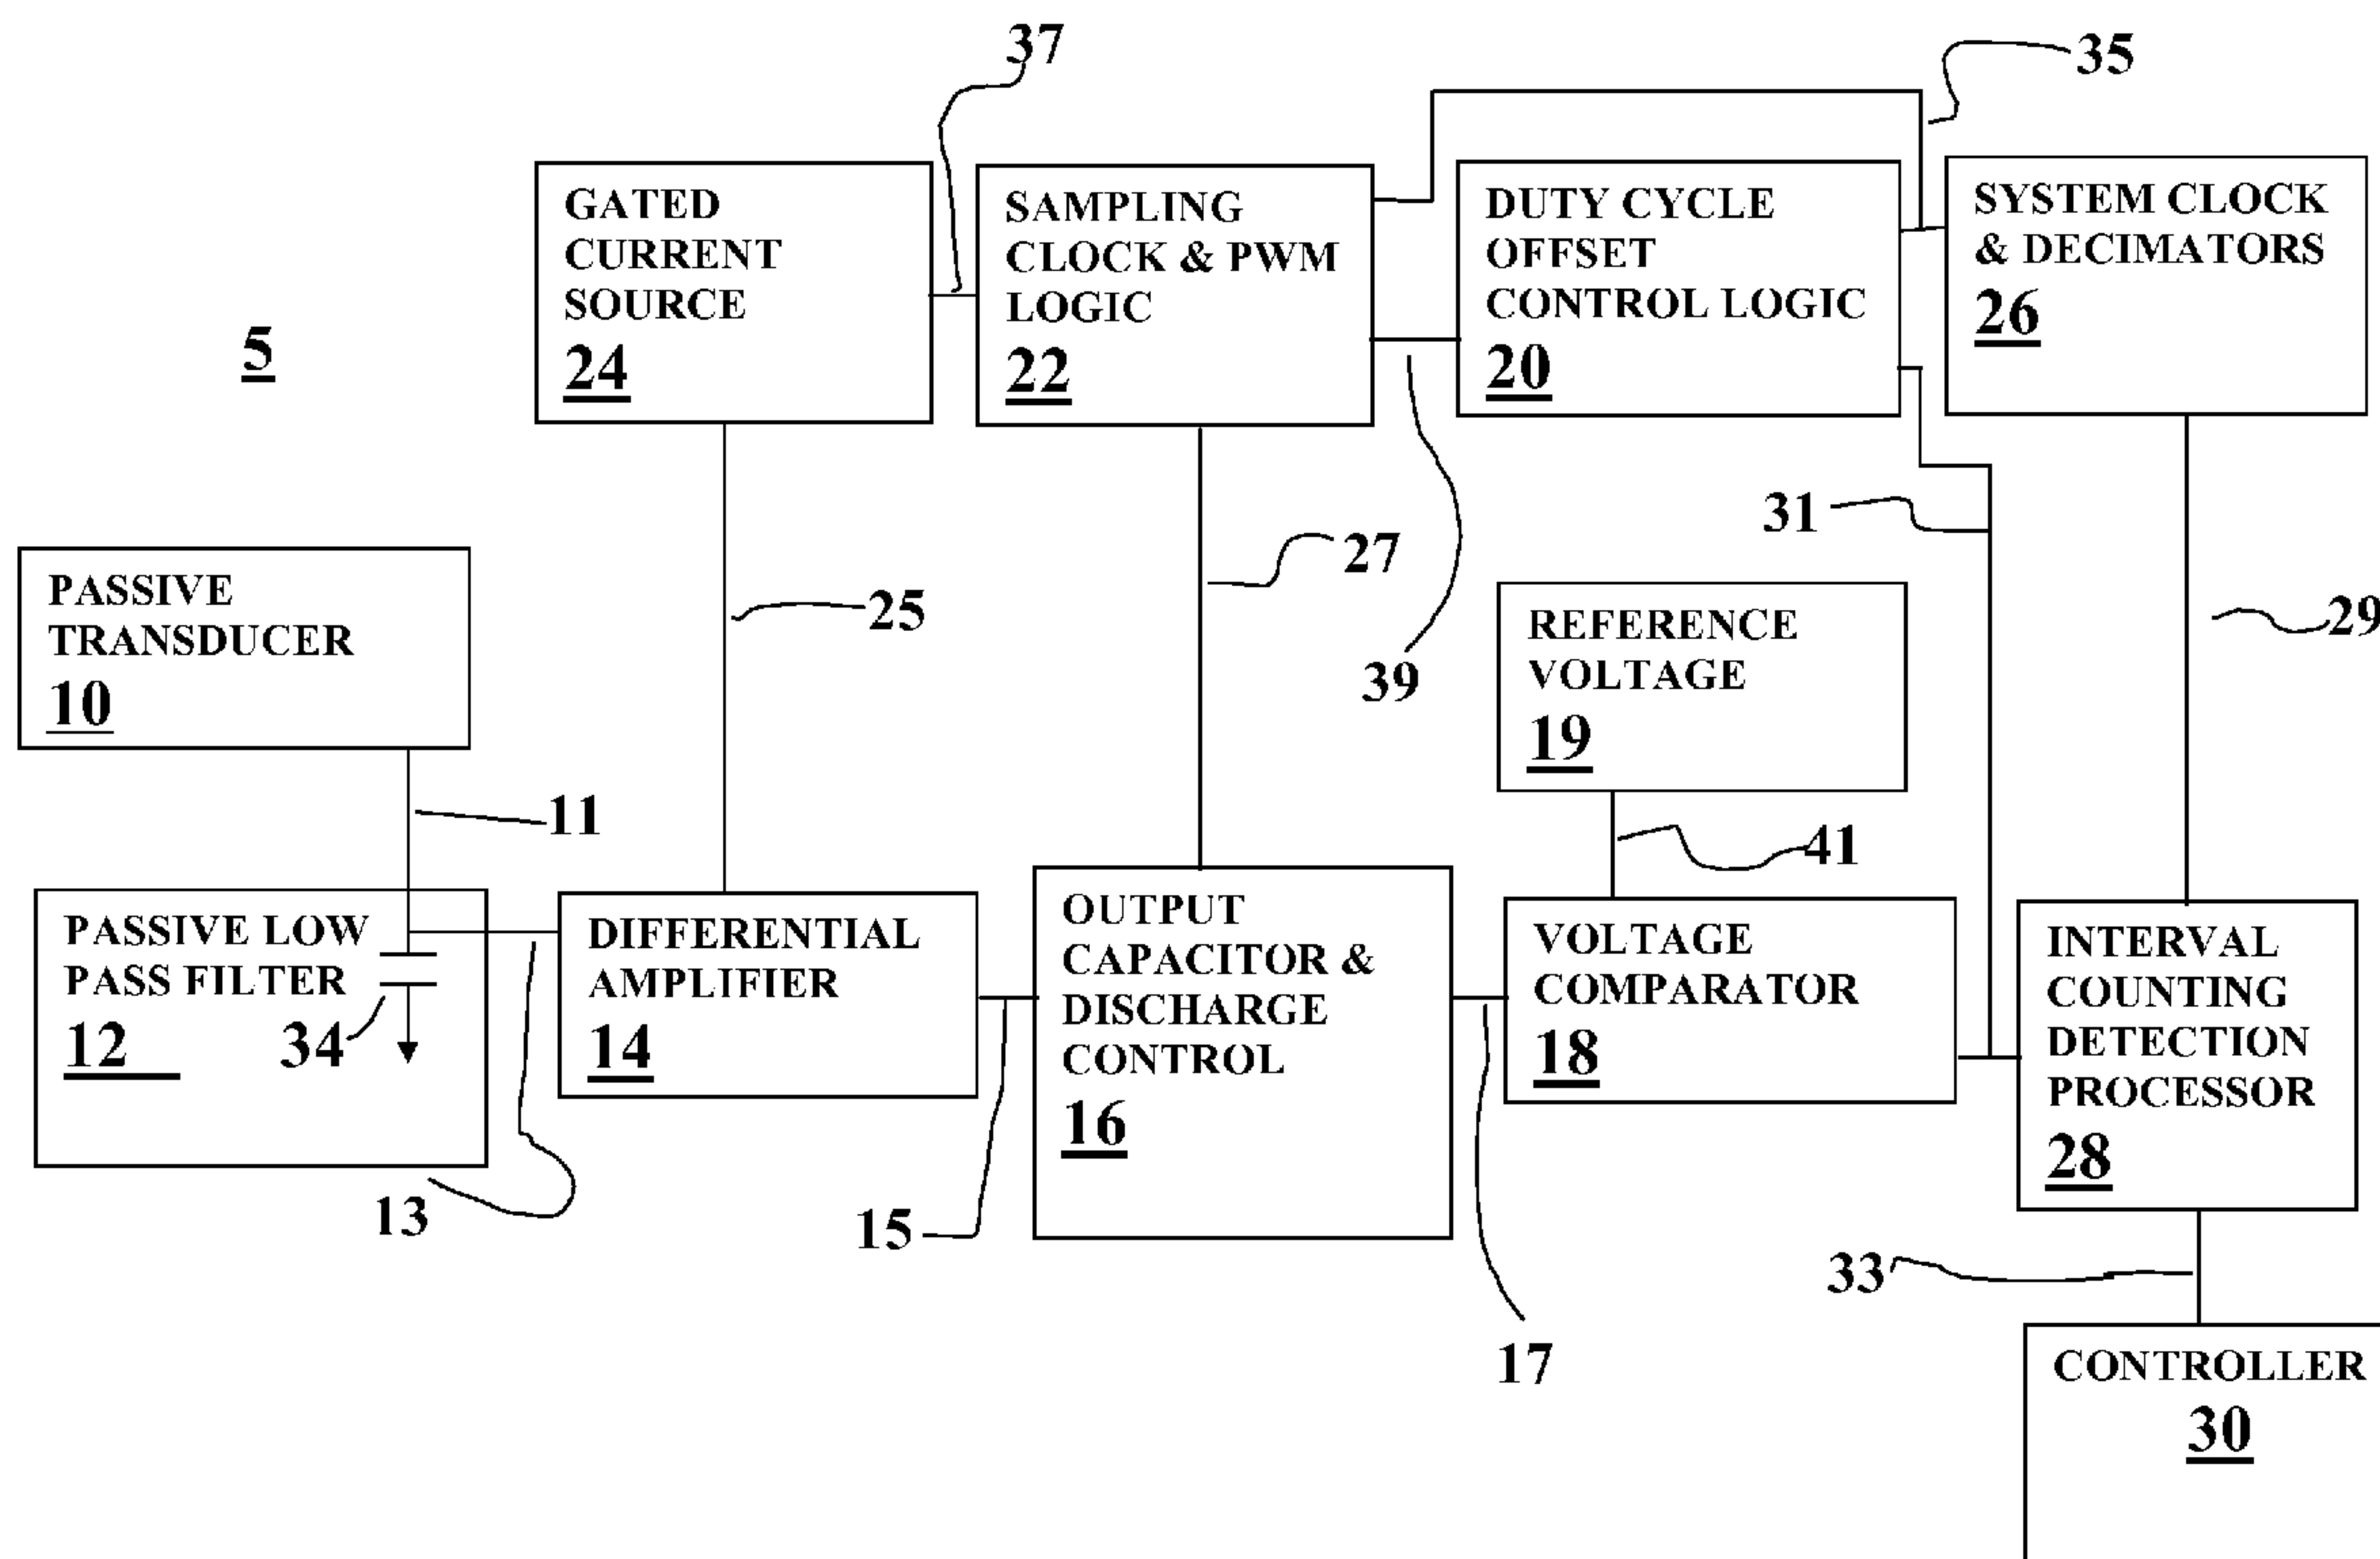 37
35
GATED
CURRENT
SOURCE
24
SAMPLING
CLOCK & PWM
LOGIC
22
DUTY CYCLE
OFFSET
CONTROL LOGIC
20
SYSTEM CLOCK
& DECIMATORS
26
5
31
27
25
39
29
PASSIVE
TRANSDUCER
10
REFERENCE
VOLTAGE
19
11
41
PASSIVE LOW
PASS FILTER
12
34
DIFFERENTIAL
AMPLIFIER
14
OUTPUT
CAPACITOR &
DISCHARGE
CONTROL
16
VOLTAGE
COMPARATOR
18
INTERVAL
COUNTING
DETECTION
PROCESSOR
28
13
15
33
17
CONTROLLER
30